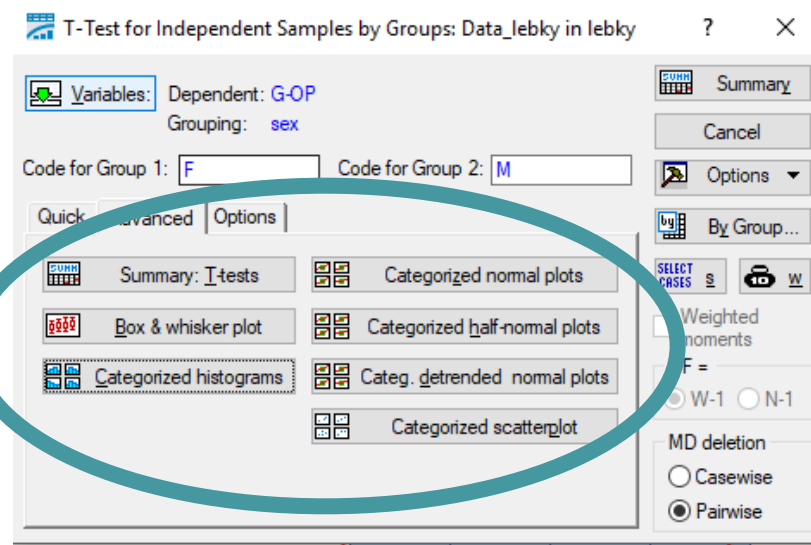 T-Test for Independent Samples by Groups: Data_lebky in lebky ? ×
Variables: Dependent: G-OP
Grouping: sex
Code for Group 1: F Code for Group 2: M
Quick Advanced Options
Summary: T-tests
Box & whisker plot
Categorized histograms
Categorized normal plots
Categorized half-normal plots
Categ. detrended normal plots
Categorized scatterplot
Summary
Cancel
Options
By Group...
SELECT CASES S W
Weighted
moments
F =
W-1 N-1
MD deletion
Casewise
Pairwise